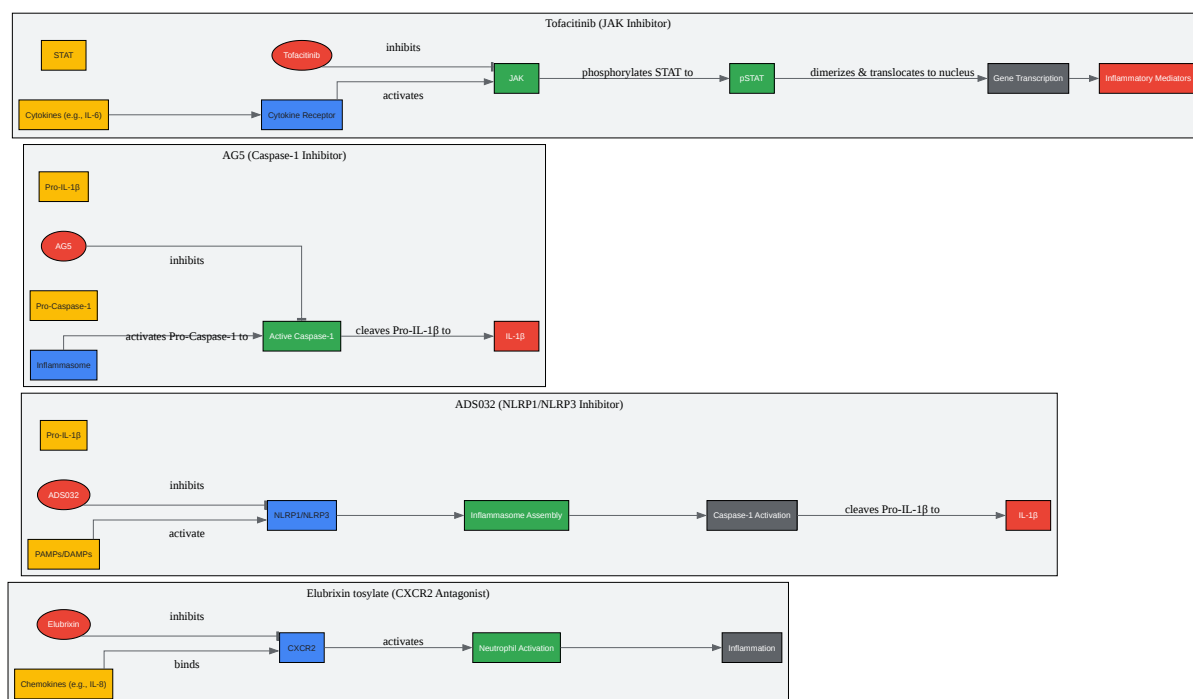 Tofacitinib (JAK Inhibitor)
STAT
Tofacitinib
inhibits
JAK
phosphorylates STAT to
pSTAT
dimerizes & translocates to nucleus
Gene Transcription
Inflammatory Mediators
activates
Cytokines (e.g., IL-6)
Cytokine Receptor
AG5 (Caspase-1 Inhibitor)
Pro-IL-1β
AG5
inhibits
Pro-Caspase-1
activates Pro-Caspase-1 to
Active Caspase-1
cleaves Pro-IL-1β to
IL-1β
Inflammasome
ADS032 (NLRP1/NLRP3 Inhibitor)
Pro-IL-1β
ADS032
inhibits
NLRP1/NLRP3
Inflammasome Assembly
Caspase-1 Activation
cleaves Pro-IL-1β to
IL-1β
activate
PAMPs/DAMPs
Elubrixin tosylate (CXCR2 Antagonist)
Elubrixin
inhibits
CXCR2
activates
Neutrophil Activation
Inflammation
binds
Chemokines (e.g., IL-8)